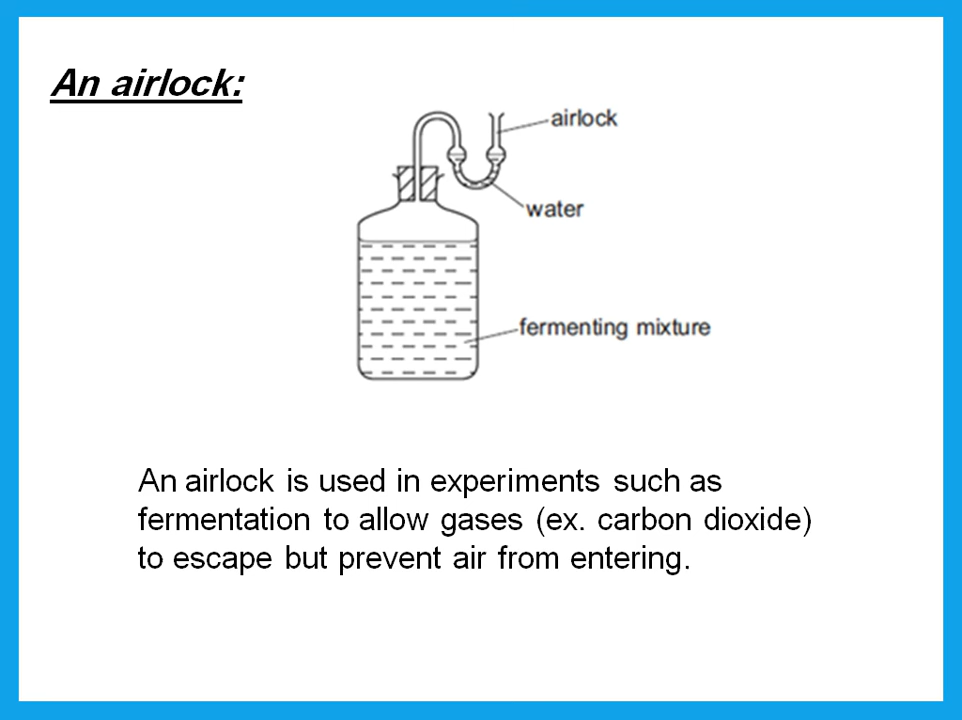 An airlock:
airlock
water
fermenting mixture
An airlock is used in experiments such as
fermentation to allow gases (ex. carbon dioxide)
to escape but prevent air from entering.